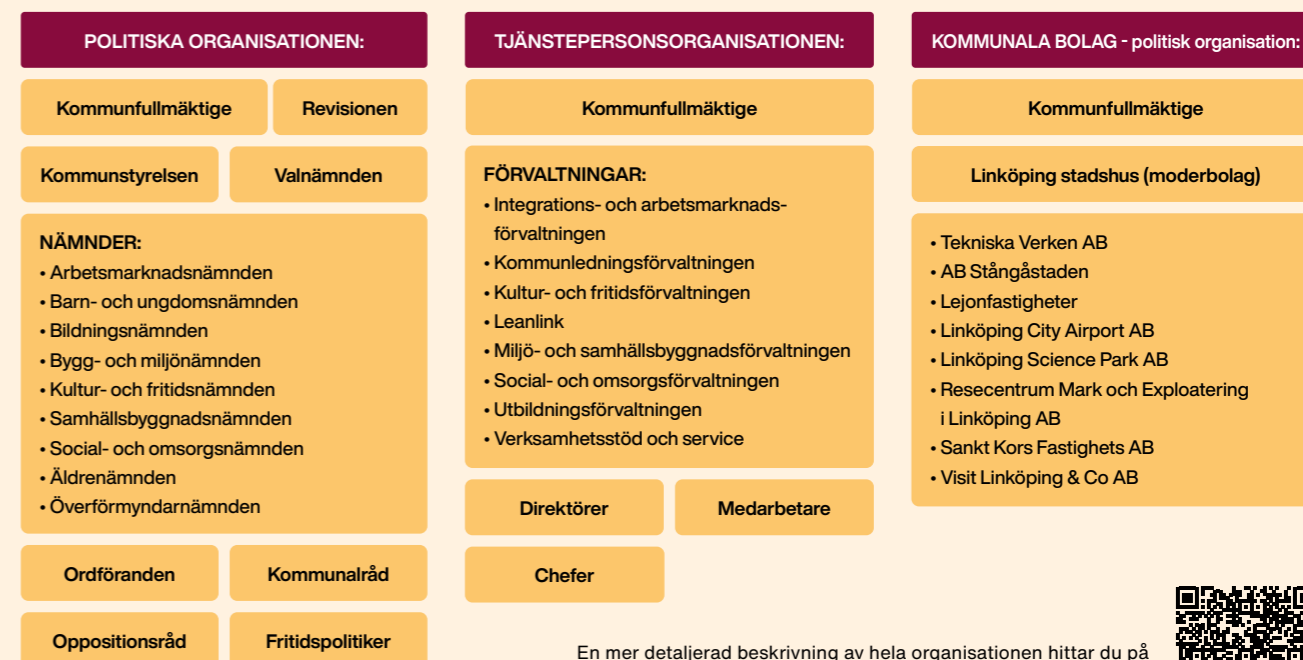 POLITISKA ORGANISATIONEN:
Kommunfullmäktige
Revisionen
Kommunstyrelsen
Valnämnden
NÄMNDER:
• Arbetsmarknadsnämnden
• Barn- och ungdomsnämnden
• Bildningsnämnden
• Bygg- och miljönämnden
• Kultur- och fritidsnämnden
• Samhällsbyggnadsnämnden
• Social- och omsorgsnämnden
• Äldrenämnden
• Överförmyndarnämnden
Ordföranden
Kommunalråd
Oppositionsråd
Fritidspolitiker
TJÄNSTEPERSONSORGANISATIONEN:
Kommunfullmäktige
FÖRVALTNINGAR:
• Integrations- och arbetsmarknads-
förvaltningen
• Kommunledningsförvaltningen
• Kultur- och fritidsförvaltningen
• Leanlink
• Miljö- och samhällsbyggnadsförvaltningen
• Social- och omsorgsförvaltningen
• Utbildningsförvaltningen
• Verksamhetsstöd och service
Direktörer
Medarbetare
Chefer
KOMMUNALA BOLAG - politisk organisation:
Kommunfullmäktige
Linköping stadshus (moderbolag)
• Tekniska Verken AB
• AB Stångåstaden
• Lejonfastigheter
• Linköping City Airport AB
• Linköping Science Park AB
• Resecentrum Mark och Exploatering
i Linköping AB
• Sankt Kors Fastighets AB
• Visit Linköping & Co AB
En mer detaljerad beskrivning av hela organisationen hittar du på